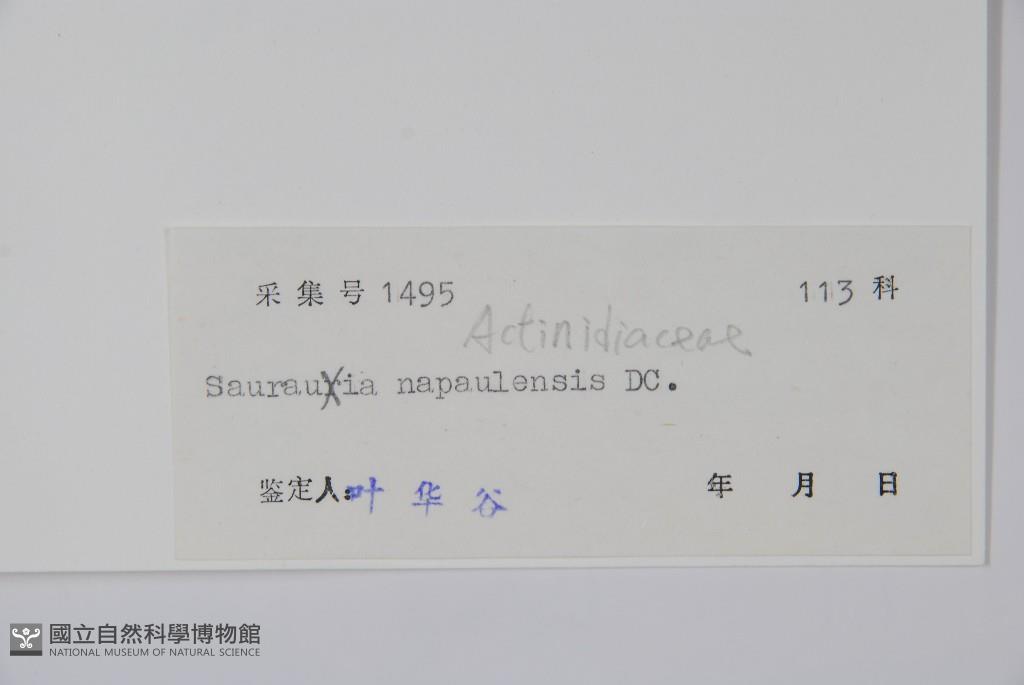 采集号 1495 113 科
Actinidiaceae
Saurauia napaulensis DC.
鉴定人: 叶华谷 年 月 日
國立自然科學博物館
NATIONAL MUSEUM OF NATURAL SCIENCE